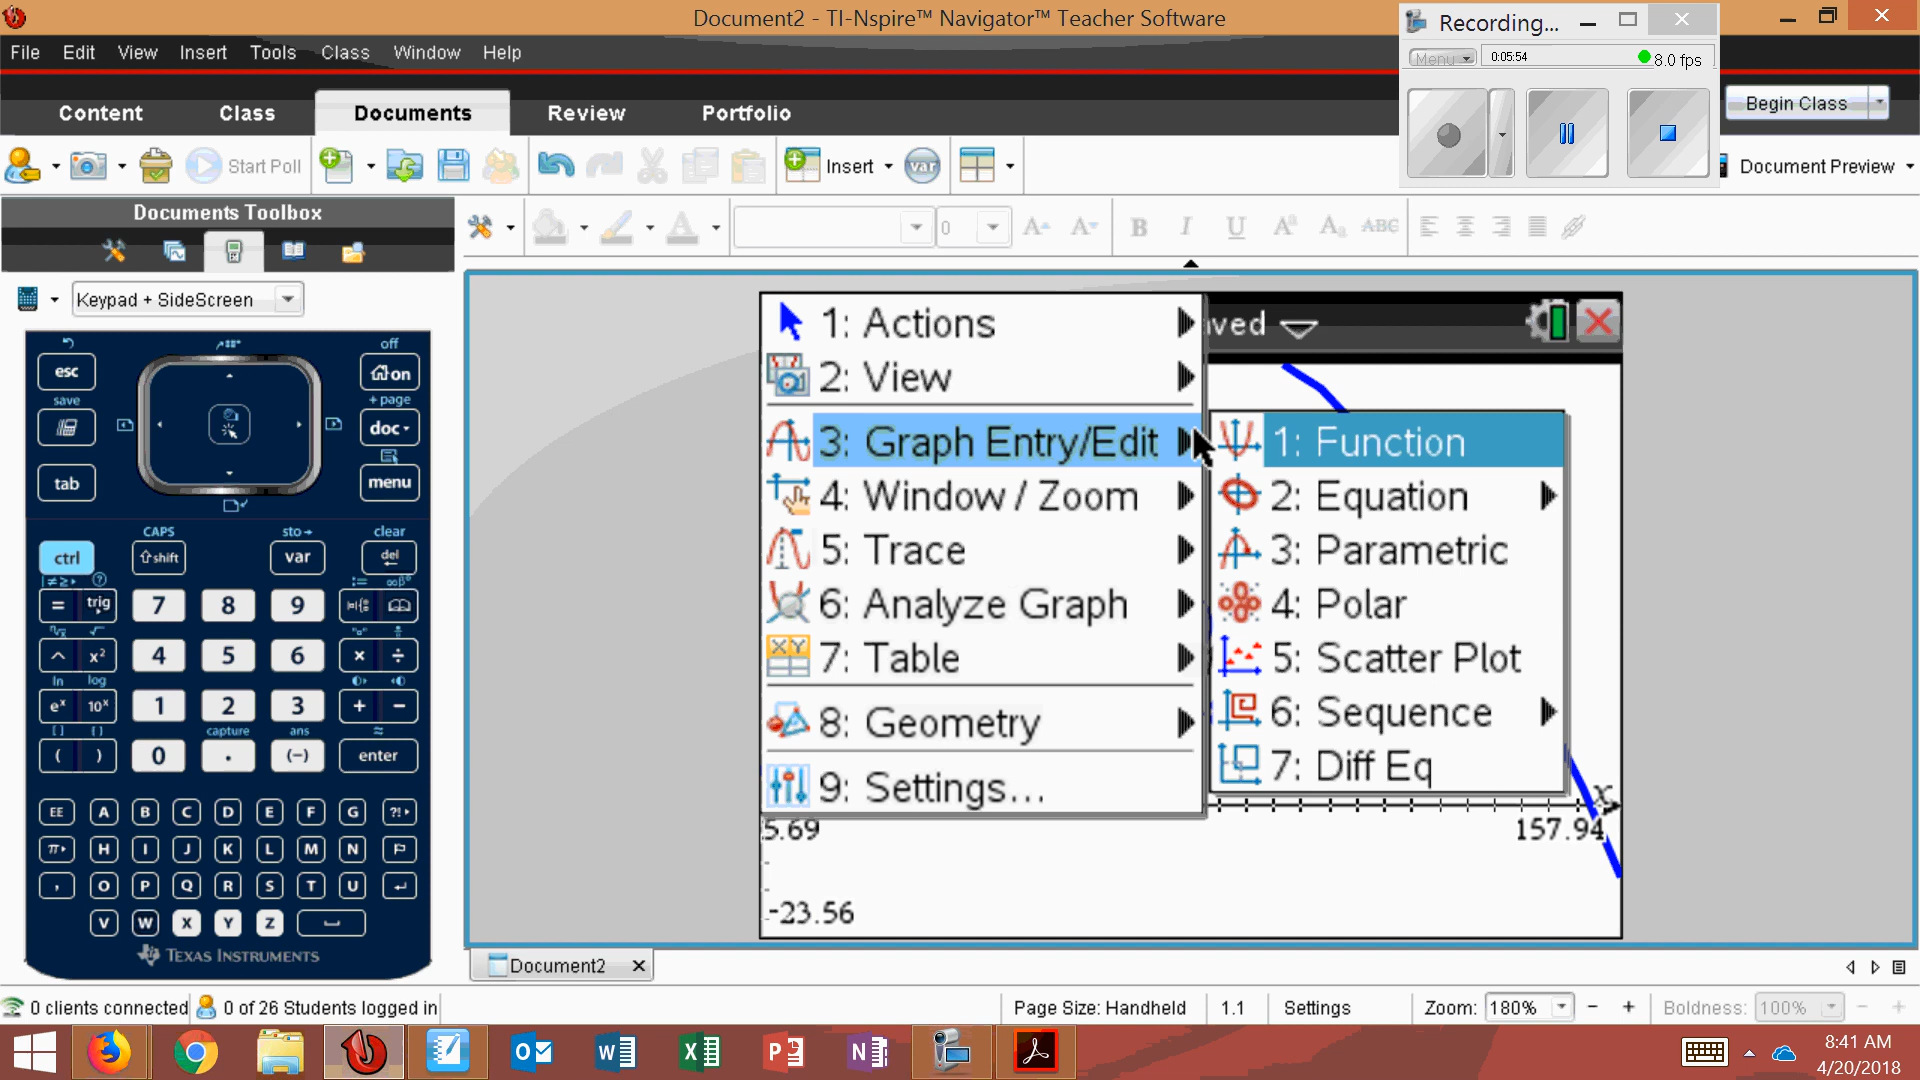 Document2 - TI-Nspire™ Navigator™ Teacher Software
Recording...
File Edit View Insert Tools Class Window Help
Menu 0:05:54 8.0 fps
Content Class Documents Review Portfolio
Begin Class
Start Poll Insert var Document Preview
Documents Toolbox
0 B I U ABC
Keypad + SideScreen
off
esc on
save + page
doc
tab menu
CAPS sto→ clear
ctrl shift var del
= trig 7 8 9
^ x² 4 5 6 × ÷
ln log
eˣ 10ˣ 1 2 3 + −
[ ] { } capture ans ≈
( ) 0 . (−) enter
EE A B C D E F G ?!▸
π▸ H I J K L M N
, O P Q R S T U
V W X Y Z
TEXAS INSTRUMENTS
1: Actions
2: View
3: Graph Entry/Edit
4: Window / Zoom
5: Trace
6: Analyze Graph
7: Table
8: Geometry
9: Settings...
ved
1: Function
2: Equation
3: Parametric
4: Polar
5: Scatter Plot
6: Sequence
7: Diff Eq
x
5.69 157.94
-23.56
Document2
0 clients connected 0 of 26 Students logged in Page Size: Handheld 1.1 Settings Zoom: 180% − + Boldness: 100% − +
8:41 AM
4/20/2018